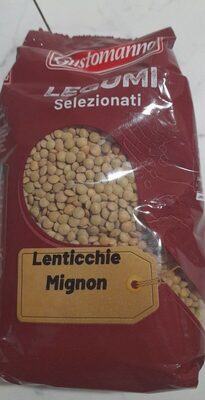 Gustomanno
LEGUMI
Selezionati
Lenticchie
Mignon